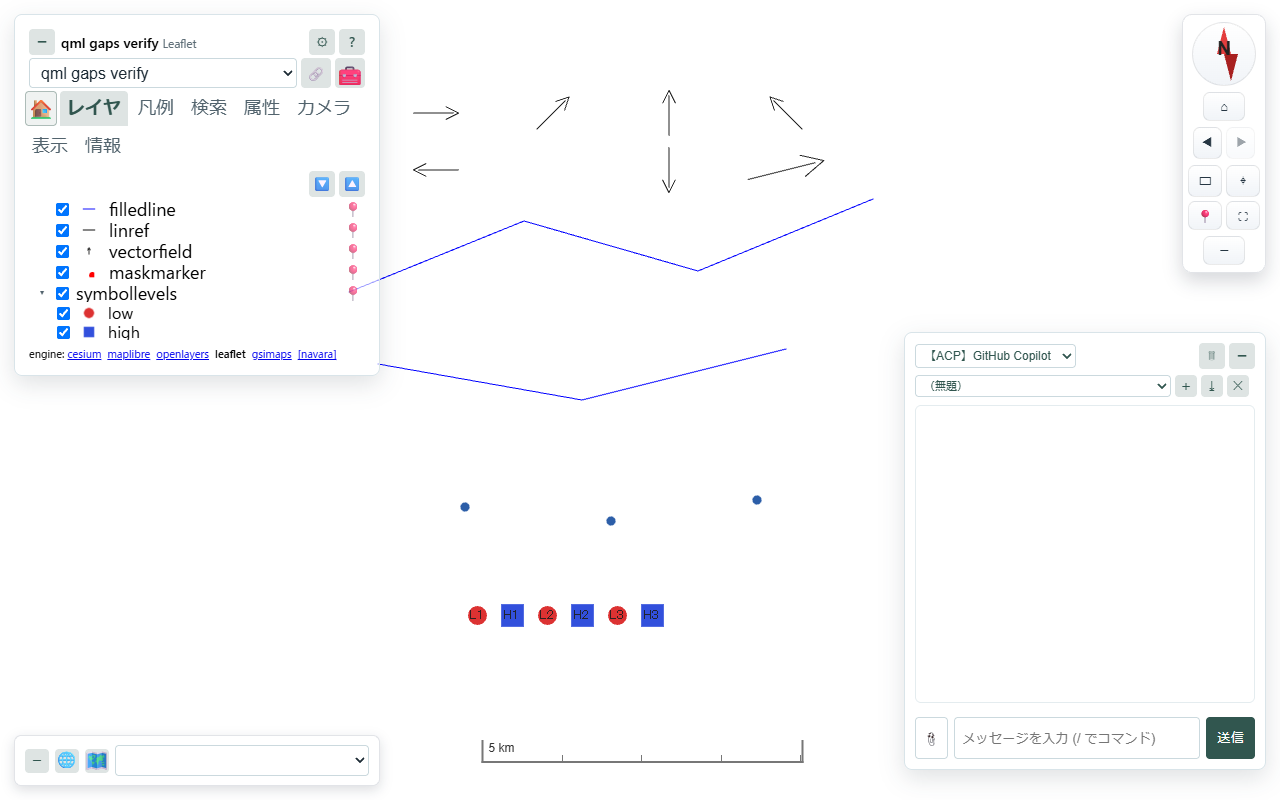 − qml gaps verify Leaflet ⚙ ?
qml gaps verify
レイヤ 凡例 検索 属性 カメラ
表示 情報
filledline
linref
vectorfield
maskmarker
symbollevels
low
high
engine: cesium maplibre openlayers leaflet gsimaps [navara]
N
【ACP】GitHub Copilot
（無題）
L1 H1 L2 H2 L3 H3
メッセージを入力 (/ でコマンド)
送信
5 km